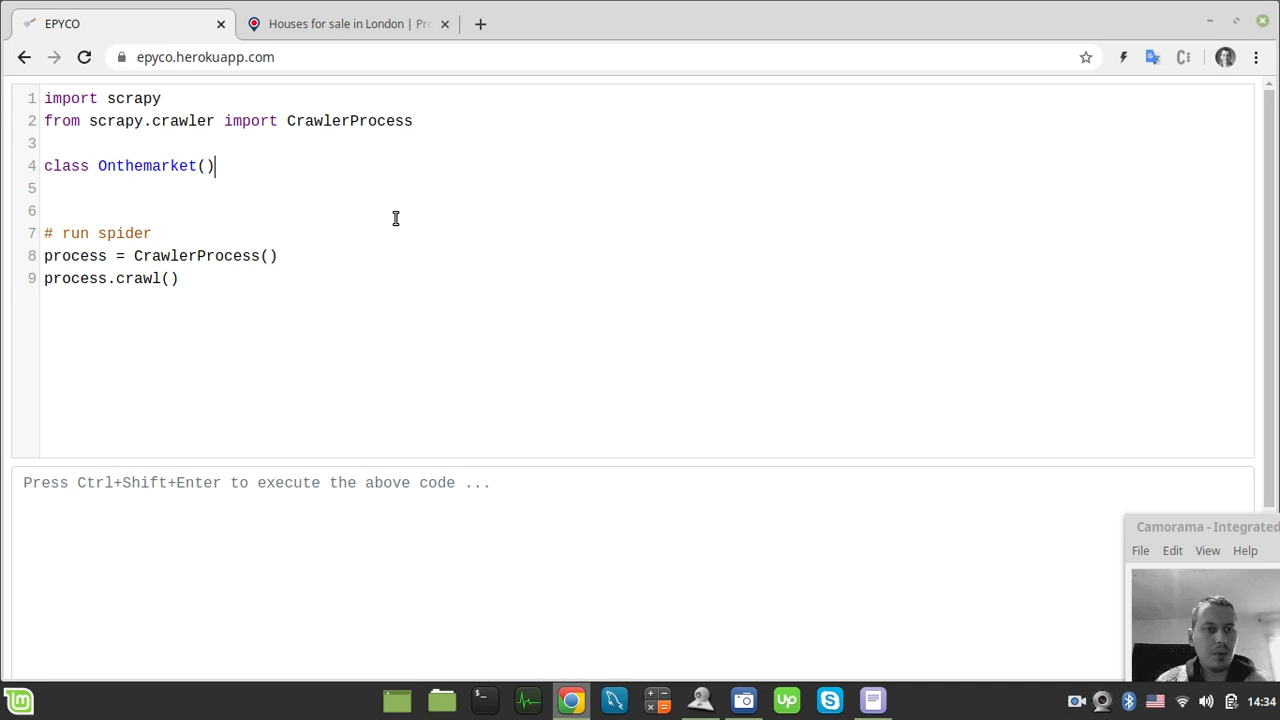 EPYCO
Houses for sale in London | Pr
epyco.herokuapp.com
1 import scrapy
2 from scrapy.crawler import CrawlerProcess
3
4 class Onthemarket()
5
6
7 # run spider
8 process = CrawlerProcess()
9 process.crawl()
Press Ctrl+Shift+Enter to execute the above code ...
Camorama - Integrated
File Edit View Help
14:34